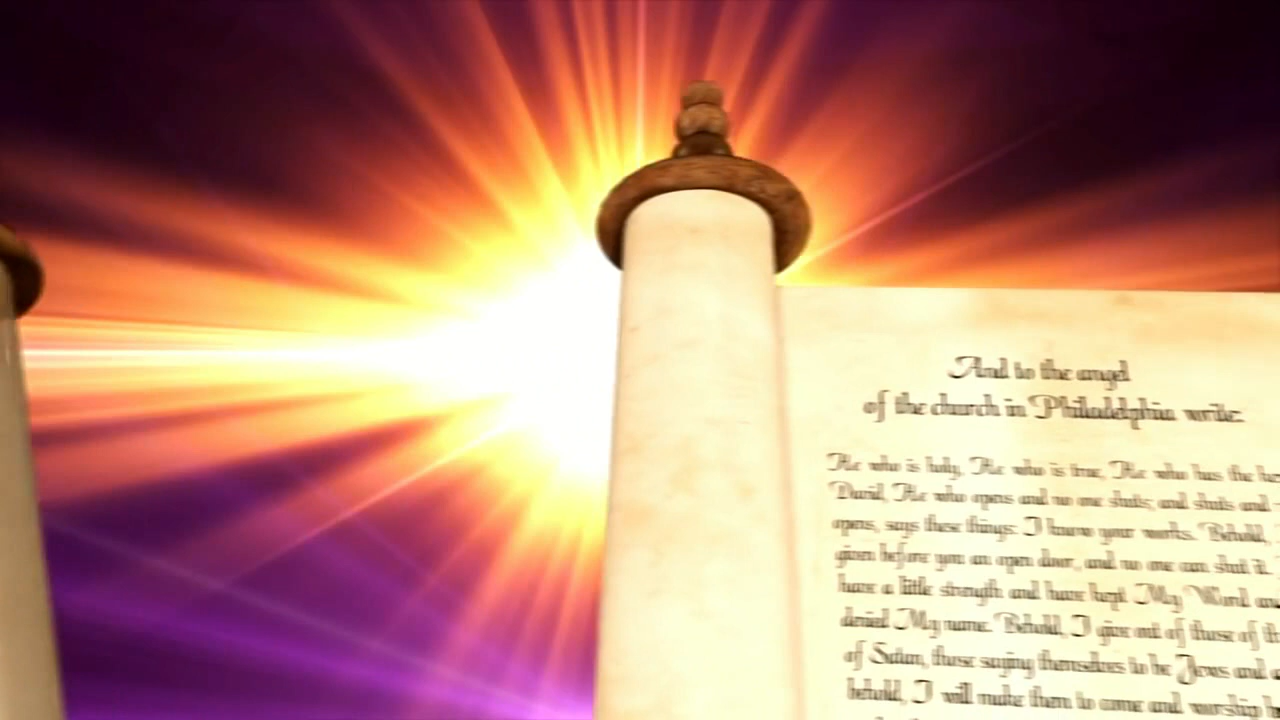 And to the angel
of the church in Philadelphia write:
He who is holy, He who is true, He who has the
David, He who opens and no one shuts; and shuts and
opens, says these things: I know your works. Behold,
given before you an open door, and no one can shut it.
have a little strength and have kept My Word
denied My name. Behold, I give out of those of
of Satan, those saying themselves to be Jews and
behold, I will make them to come and worship